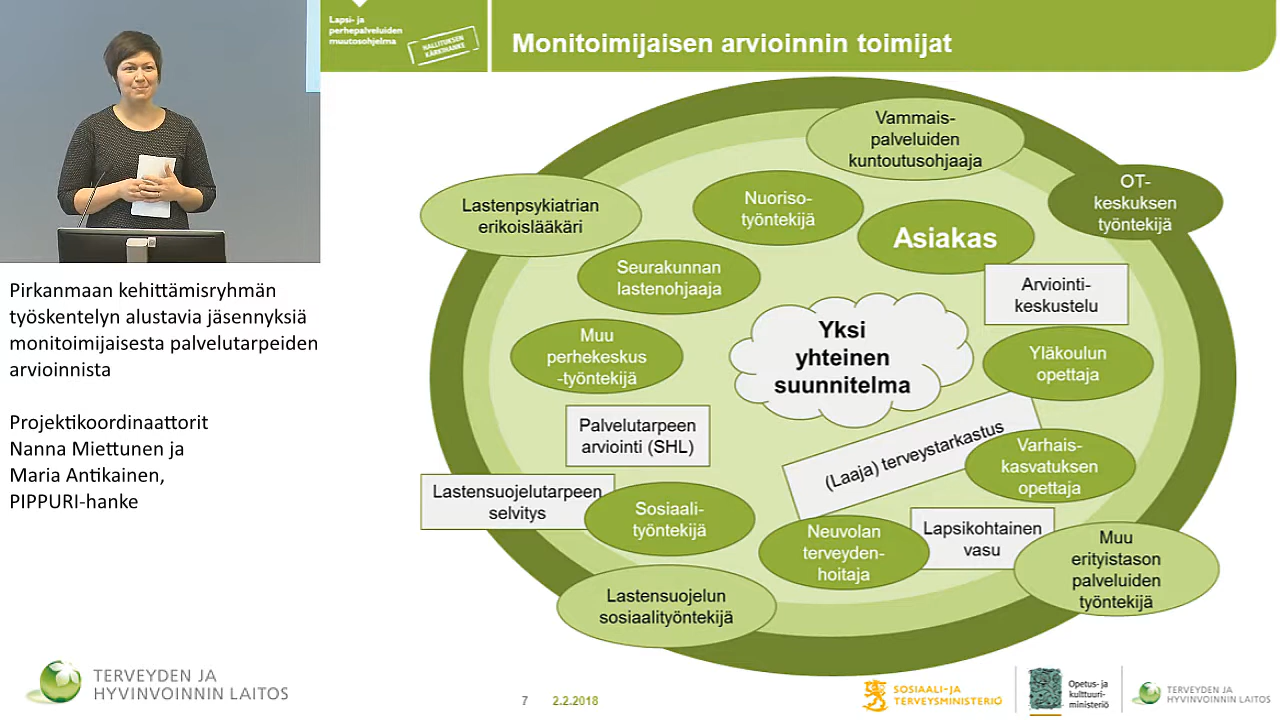 Lapsi- ja
perhepalveluiden
muutosohjelma
HALLITUKSEN
KÄRKIHANKE
Monitoimijaisen arvioinnin toimijat
Pirkanmaan kehittämisryhmän
työskentelyn alustavia jäsennyksiä
monitoimijaisesta palvelutarpeiden
arvioinnista
Projektikoordinaattorit
Nanna Miettunen ja
Maria Antikainen,
PIPPURI-hanke
Vammais-
palveluiden
kuntoutusohjaaja
OT-
keskuksen
työntekijä
Lastenpsykiatrian
erikoislääkäri
Nuoriso-
työntekijä
Asiakas
Seurakunnan
lastenohjaaja
Arviointi-
keskustelu
Muu
perhekeskus
-työntekijä
Yksi
yhteinen
suunnitelma
Yläkoulun
opettaja
Palvelutarpeen
arviointi (SHL)
(Laaja) terveystarkastus
Varhais-
kasvatuksen
opettaja
Lastensuojelutarpeen
selvitys
Sosiaali-
työntekijä
Neuvolan
terveyden-
hoitaja
Lapsikohtainen
vasu
Muu
erityistason
palveluiden
työntekijä
Lastensuojelun
sosiaalityöntekijä
TERVEYDEN JA
HYVINVOINNIN LAITOS
7 2.2.2018
SOSIAALI- JA
TERVEYSMINISTERIÖ
Opetus- ja
kulttuuri-
ministeriö
TERVEYDEN JA
HYVINVOINNIN LAITOS